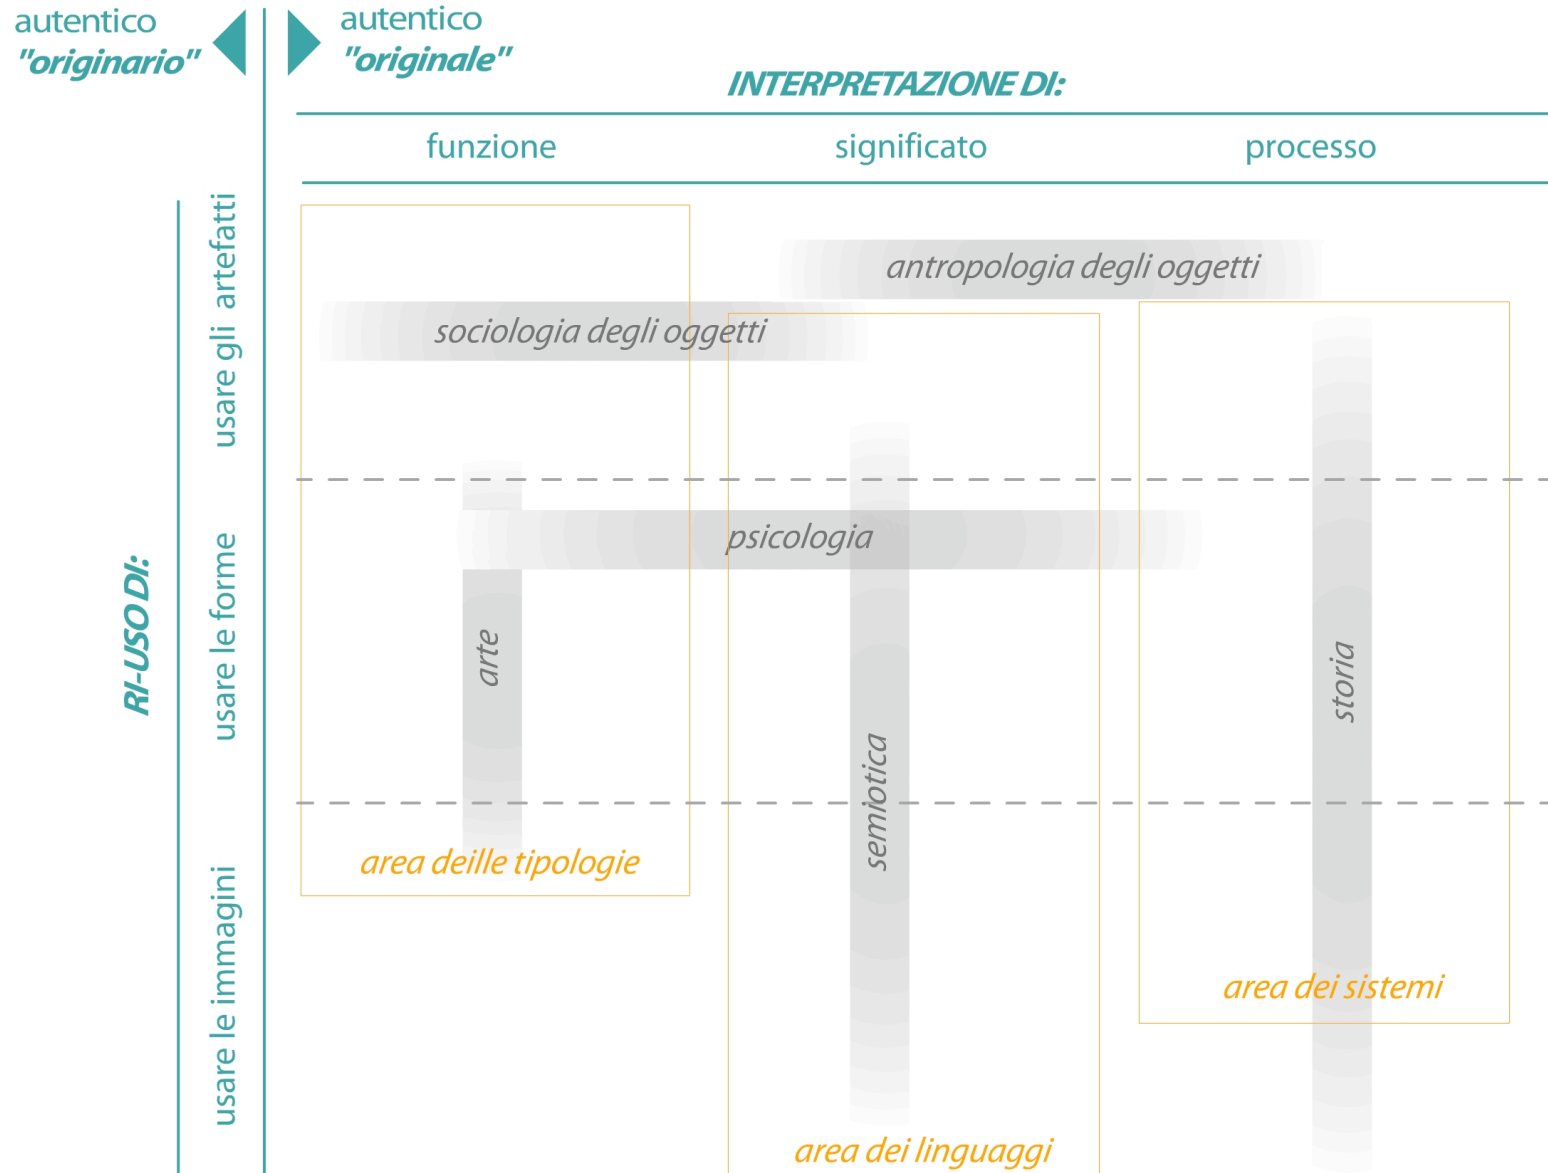 autentico
"originario"
autentico
"originale"
INTERPRETAZIONE DI:
funzione
significato
processo
RI-USO DI:
usare gli artefatti
usare le forme
usare le immagini
antropologia degli oggetti
sociologia degli oggetti
psicologia
arte
semiotica
storia
area deille tipologie
area dei sistemi
area dei linguaggi